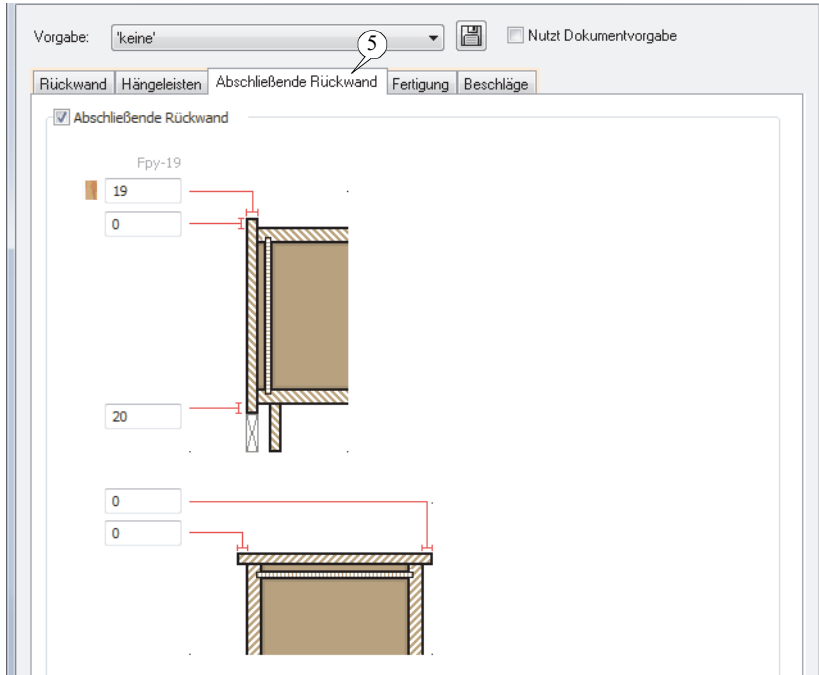 Vorgabe: 'keine' Nutzt Dokumentvorgabe
5
Rückwand Hängeleisten Abschließende Rückwand Fertigung Beschläge
Abschließende Rückwand
Fpy-19
19
0
20
0
0